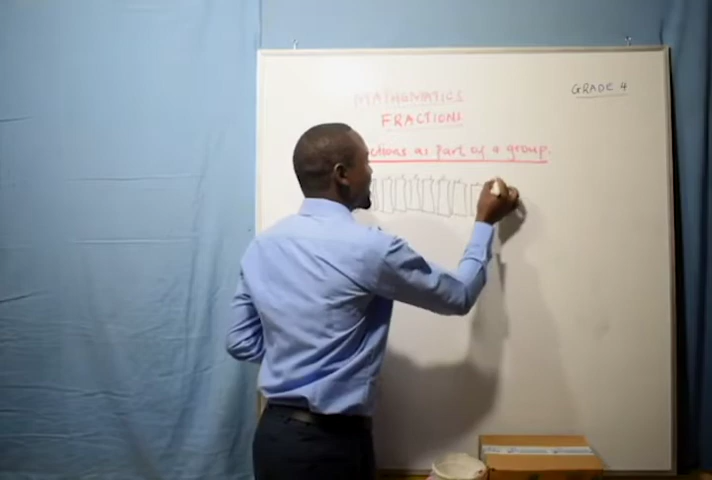 MATHEMATICS
GRADE 4
FRACTIONS
as part of a group.